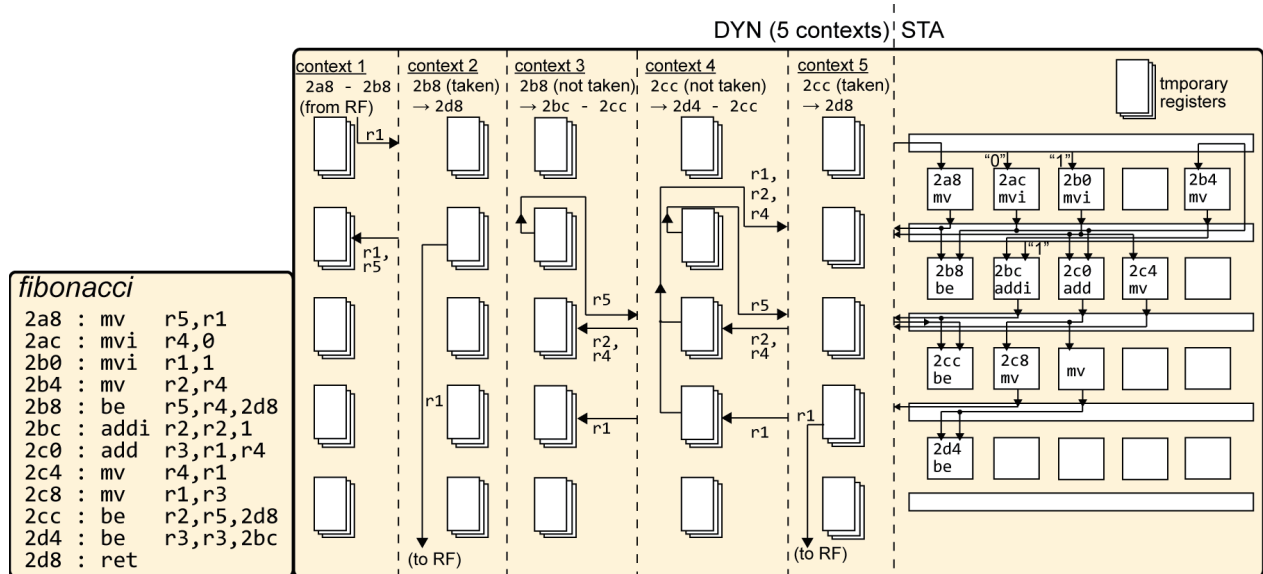 DYN (5 contexts) STA
context 1
2a8 - 2b8
(from RF)
r1
r1,
r5
context 2
2b8 (taken)
→ 2d8
r1
(to RF)
context 3
2b8 (not taken)
→ 2bc - 2cc
r5
r2,
r4
r1
context 4
2cc (not taken)
→ 2d4 - 2cc
r1,
r2,
r4
r5
r2,
r4
r1
context 5
2cc (taken)
→ 2d8
r1
(to RF)
tmporary
registers
"0" "1"
2a8 2ac 2b0 2b4
mv mvi mvi mv
"1"
2b8 2bc 2c0 2c4
be addi add mv
2cc 2c8
be mv mv
2d4
be
fibonacci
2a8 : mv r5,r1
2ac : mvi r4,0
2b0 : mvi r1,1
2b4 : mv r2,r4
2b8 : be r5,r4,2d8
2bc : addi r2,r2,1
2c0 : add r3,r1,r4
2c4 : mv r4,r1
2c8 : mv r1,r3
2cc : be r2,r5,2d8
2d4 : be r3,r3,2bc
2d8 : ret